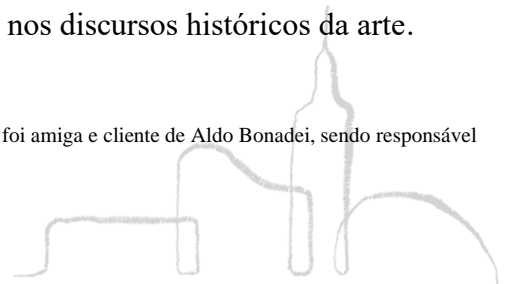 nos discursos históricos da arte.
foi amiga e cliente de Aldo Bonadei, sendo responsável